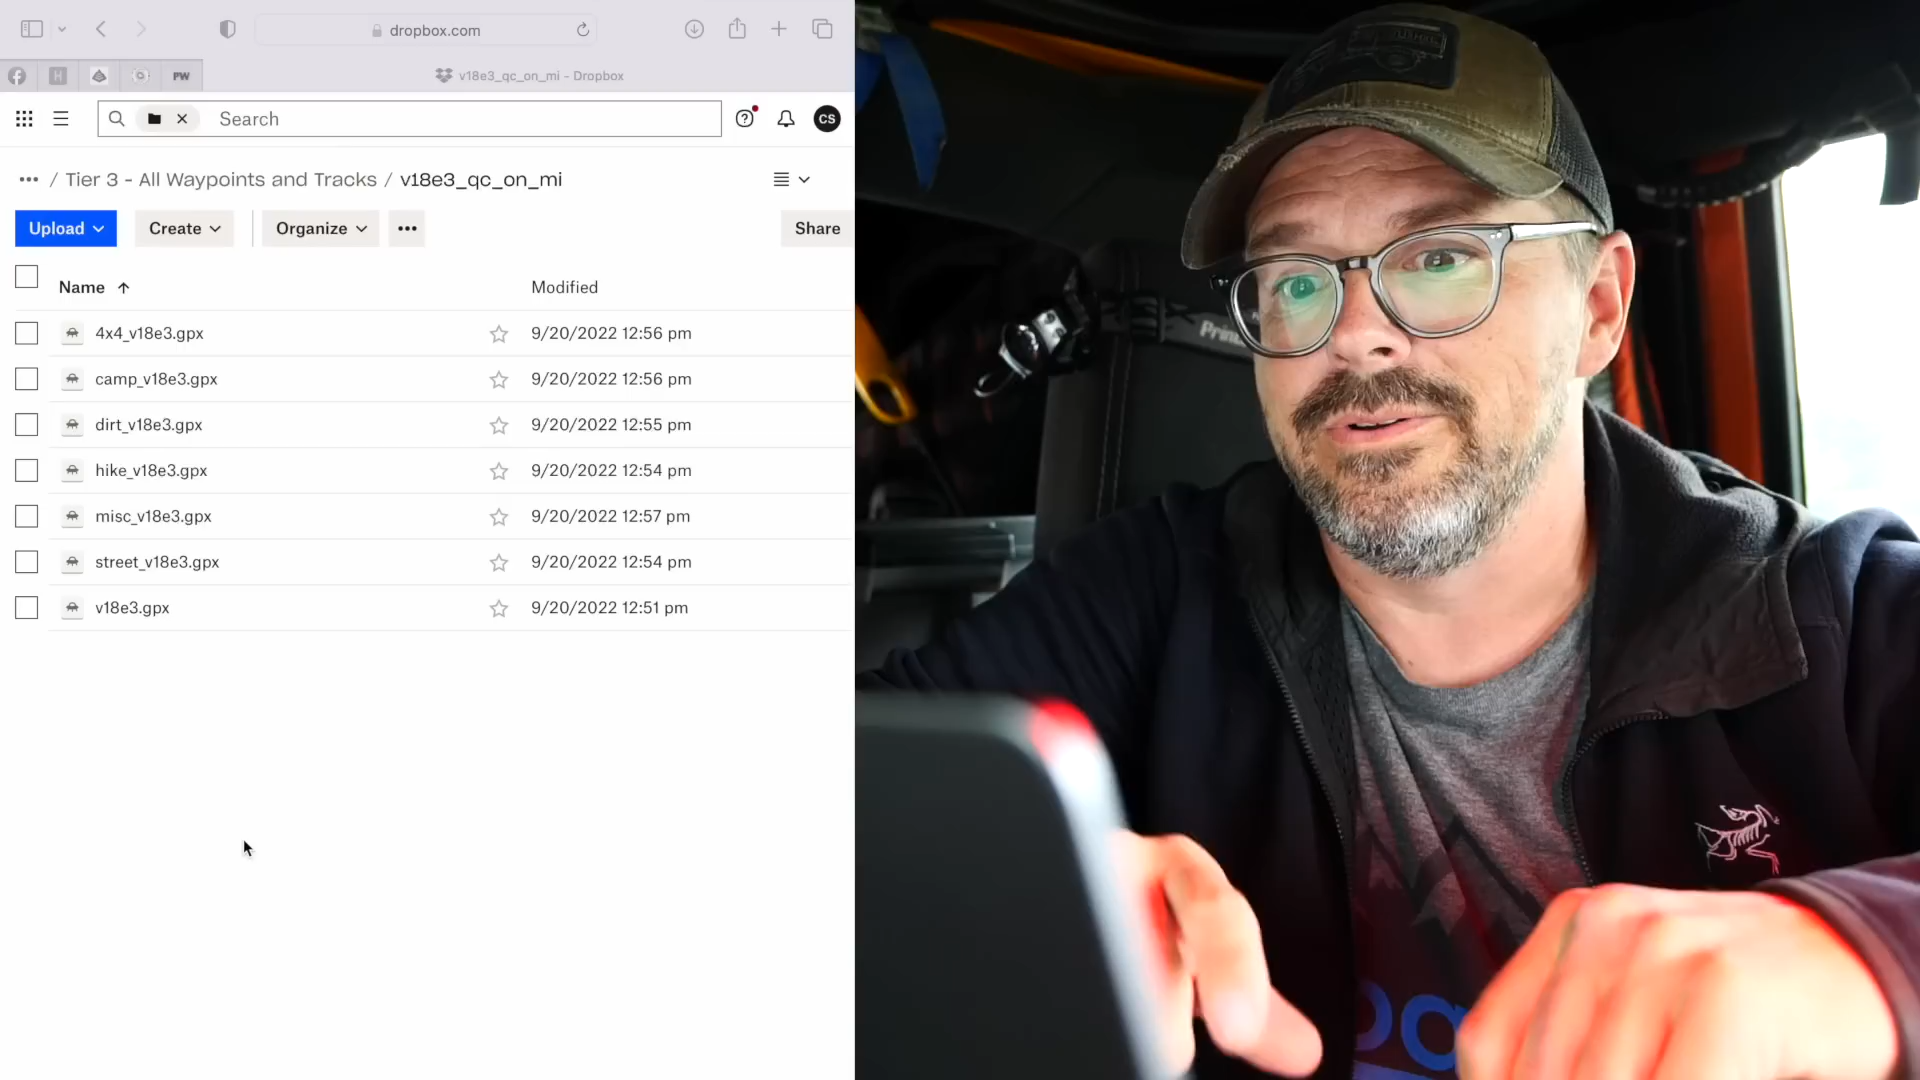 dropbox.com
PW
v18e3_qc_on_mi – Dropbox
Search
CS
••• / Tier 3 - All Waypoints and Tracks / v18e3_qc_on_mi
Upload
Create
Organize
•••
Share
Name
Modified
4x4_v18e3.gpx 9/20/2022 12:56 pm
camp_v18e3.gpx 9/20/2022 12:56 pm
dirt_v18e3.gpx 9/20/2022 12:55 pm
hike_v18e3.gpx 9/20/2022 12:54 pm
misc_v18e3.gpx 9/20/2022 12:57 pm
street_v18e3.gpx 9/20/2022 12:54 pm
v18e3.gpx 9/20/2022 12:51 pm